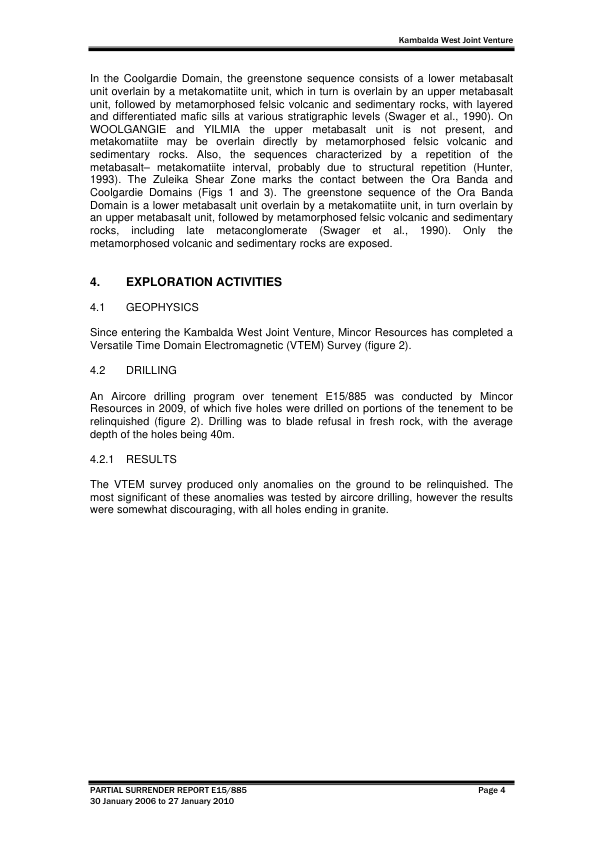 Kambalda West Joint Venture
In the Coolgardie Domain, the greenstone sequence consists of a lower metabasalt
unit overlain by a metakomatiite unit, which in turn is overlain by an upper metabasalt
unit, followed by metamorphosed felsic volcanic and sedimentary rocks, with layered
and differentiated mafic sills at various stratigraphic levels (Swager et al., 1990). On
WOOLGANGIE and YILMIA the upper metabasalt unit is not present, and
metakomatiite may be overlain directly by metamorphosed felsic volcanic and
sedimentary rocks. Also, the sequences characterized by a repetition of the
metabasalt– metakomatiite interval, probably due to structural repetition (Hunter,
1993). The Zuleika Shear Zone marks the contact between the Ora Banda and
Coolgardie Domains (Figs 1 and 3). The greenstone sequence of the Ora Banda
Domain is a lower metabasalt unit overlain by a metakomatiite unit, in turn overlain by
an upper metabasalt unit, followed by metamorphosed felsic volcanic and sedimentary
rocks, including late metaconglomerate (Swager et al., 1990). Only the
metamorphosed volcanic and sedimentary rocks are exposed.
4. EXPLORATION ACTIVITIES
4.1 GEOPHYSICS
Since entering the Kambalda West Joint Venture, Mincor Resources has completed a
Versatile Time Domain Electromagnetic (VTEM) Survey (figure 2).
4.2 DRILLING
An Aircore drilling program over tenement E15/885 was conducted by Mincor
Resources in 2009, of which five holes were drilled on portions of the tenement to be
relinquished (figure 2). Drilling was to blade refusal in fresh rock, with the average
depth of the holes being 40m.
4.2.1 RESULTS
The VTEM survey produced only anomalies on the ground to be relinquished. The
most significant of these anomalies was tested by aircore drilling, however the results
were somewhat discouraging, with all holes ending in granite.
PARTIAL SURRENDER REPORT E15/885 Page 4
30 January 2006 to 27 January 2010